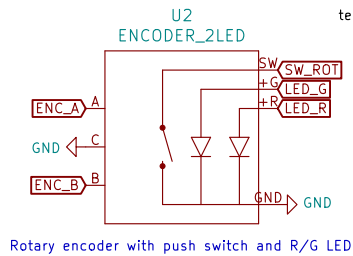 U2
te
ENCODER_2LED
SW
SW_ROT
+G
LED_G
+R
LED_R
ENC_A
A
C
GND
ENC_B
B
GND
GND
Rotary encoder with push switch and R/G LED